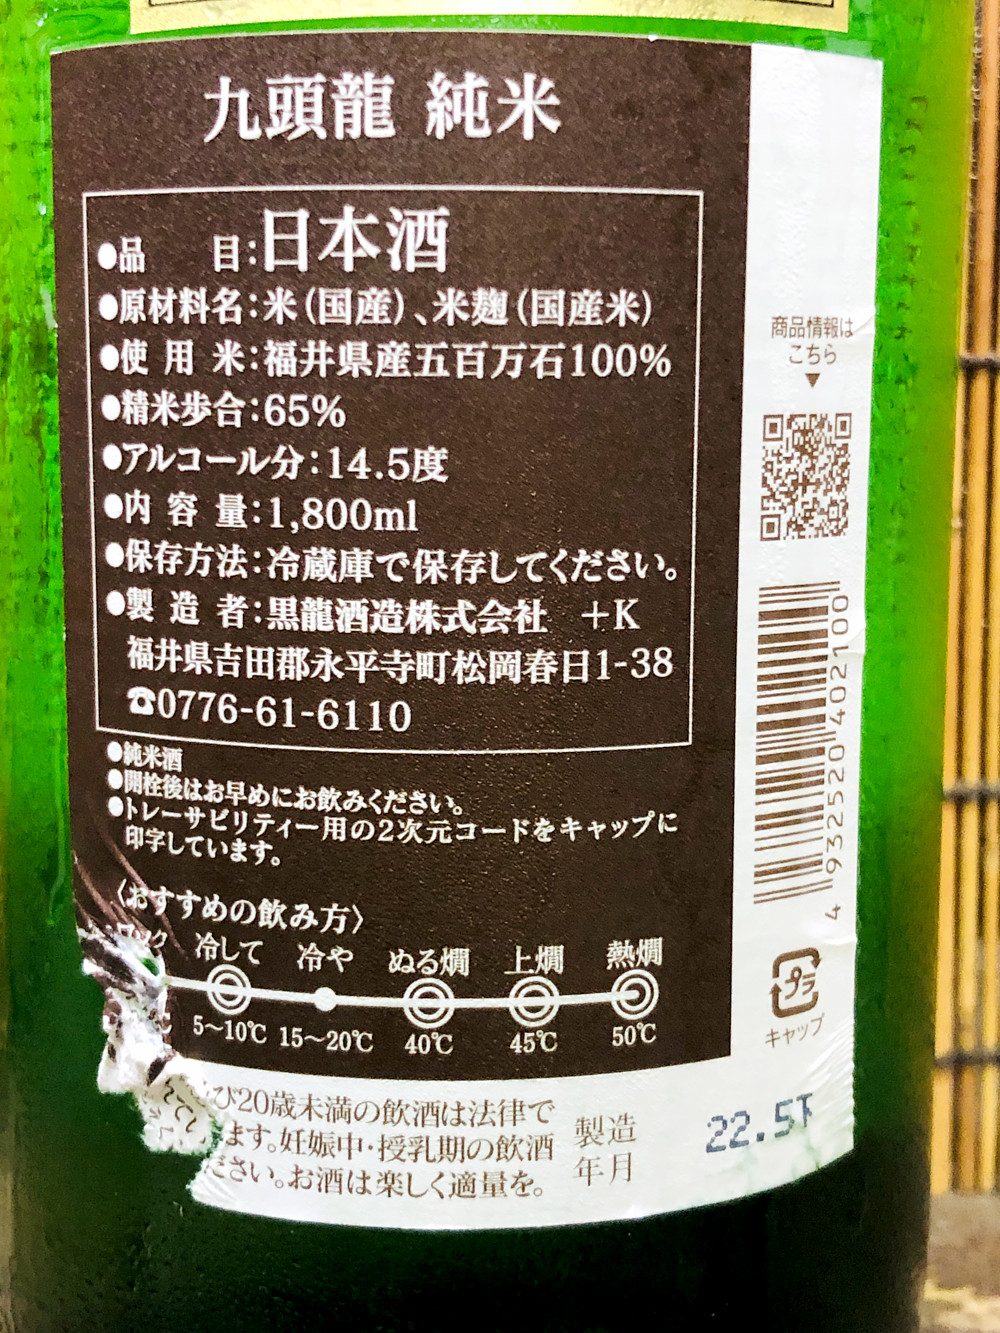 九頭龍 純米
●品　　目:日本酒
●原材料名:米(国産)、米麹(国産米)
●使 用 米:福井県産五百万石100%
●精米歩合:65%
●アルコール分:14.5度
●内 容 量:1,800ml
●保存方法:冷蔵庫で保存してください。
●製 造 者:黒龍酒造株式会社　+K
福井県吉田郡永平寺町松岡春日1-38
☎0776-61-6110
●純米酒
●開栓後はお早めにお飲みください。
●トレーサビリティー用の2次元コードをキャップに
印字しています。
〈おすすめの飲み方〉
冷して 冷や ぬる燗 上燗 熱燗
5～10℃ 15～20℃ 40℃ 45℃ 50℃
び20歳未満の飲酒は法律で
ます。妊娠中・授乳期の飲酒
ださい。お酒は楽しく適量を。
製造
年月
22.5下
商品情報は
こちら
▼
4 932520 402100
プラ
キャップ